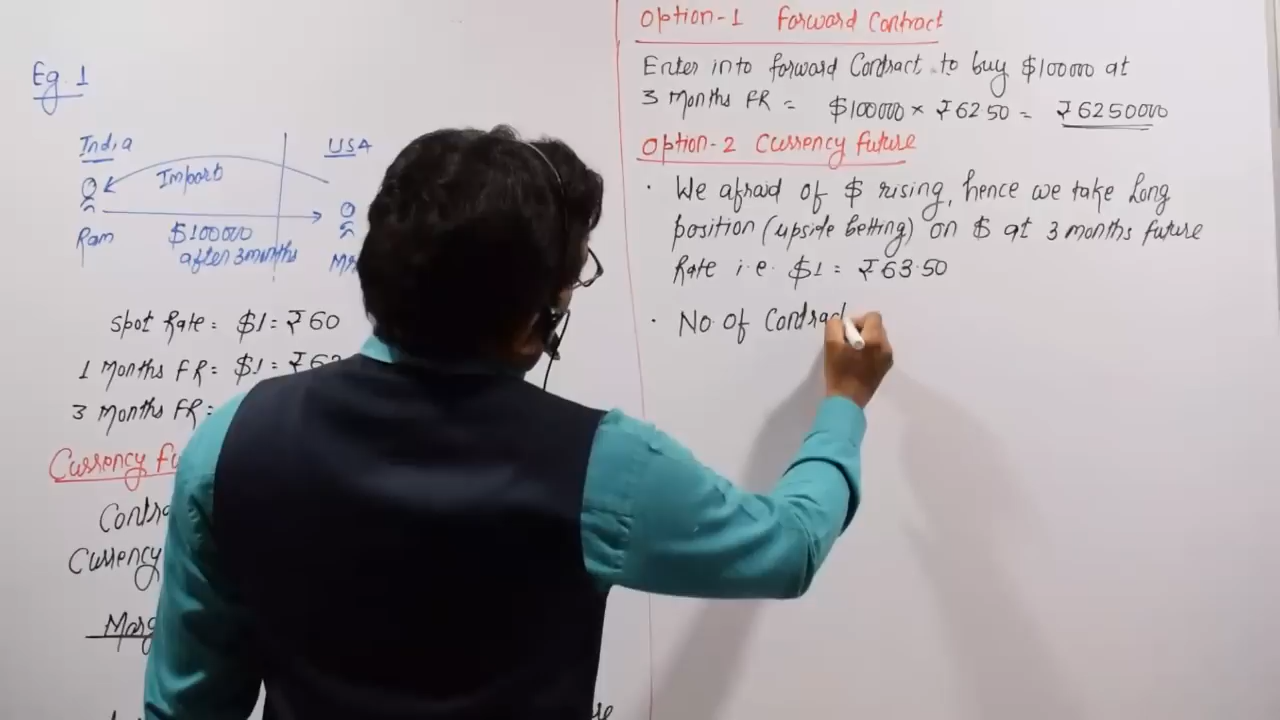 Eg. 1
India
USA
Import
Ram
$100000
after 3 months
Spot Rate = $1 = ₹60
1 Months FR = $1 = ₹62
3 Months FR =
Currency
Currency
Option-1 Forward Contract
Enter into forward Contract to buy $100000 at
3 Months FR = $100000 × ₹62.50 = ₹6250000
Option-2 Currency future
· We afraid of $ rising, hence we take Long
position (upside betting) on $ at 3 months future
Rate i.e. $1 = ₹63.50
· No. of Contract